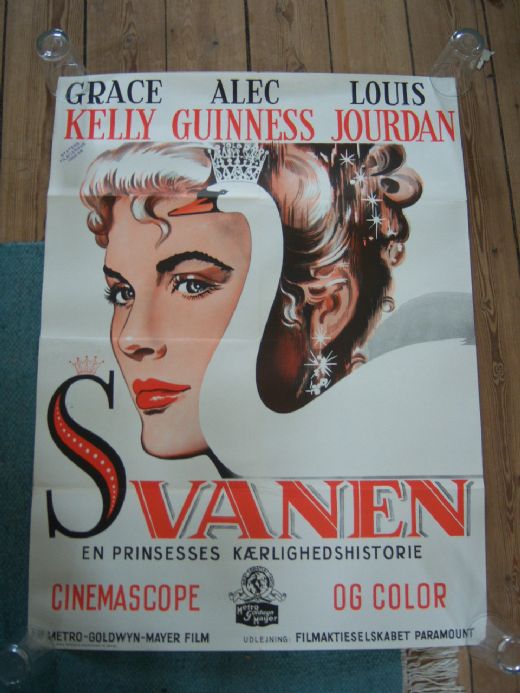 GRACE ALEC LOUIS
KELLY GUINNESS JOURDAN
SVANEN
EN PRINSESSES KÆRLIGHEDSHISTORIE
CINEMASCOPE OG COLOR
Metro
Goldwyn
Mayer
METRO-GOLDWYN-MAYER FILM UDLEJNING: FILMAKTIESELSKABET PARAMOUNT